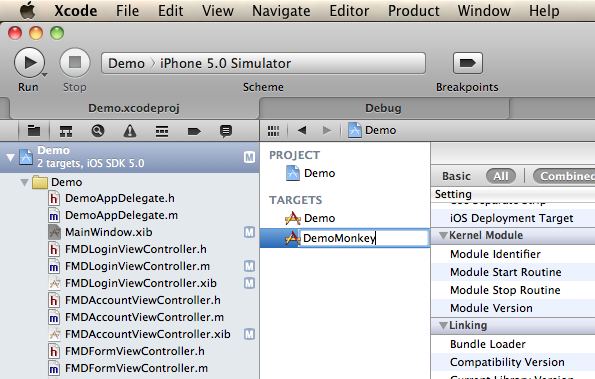 Xcode File Edit View Navigate Editor Product Window Help
Run Stop Demo iPhone 5.0 Simulator Scheme Breakpoints
Demo.xcodeproj Debug
Demo
Demo
2 targets, iOS SDK 5.0 M
Demo
DemoAppDelegate.h
DemoAppDelegate.m
MainWindow.xib M
FMDLoginViewController.h
FMDLoginViewController.m M
FMDLoginViewController.xib M
FMDAccountViewController.h
FMDAccountViewController.m
FMDAccountViewController.xib M
FMDFormViewController.h
FMDFormViewController.m
PROJECT
Demo
TARGETS
Demo
DemoMonkey
Basic All Combined
Setting
iOS Deployment Target
Kernel Module
Module Identifier
Module Start Routine
Module Stop Routine
Module Version
Linking
Bundle Loader
Compatibility Version